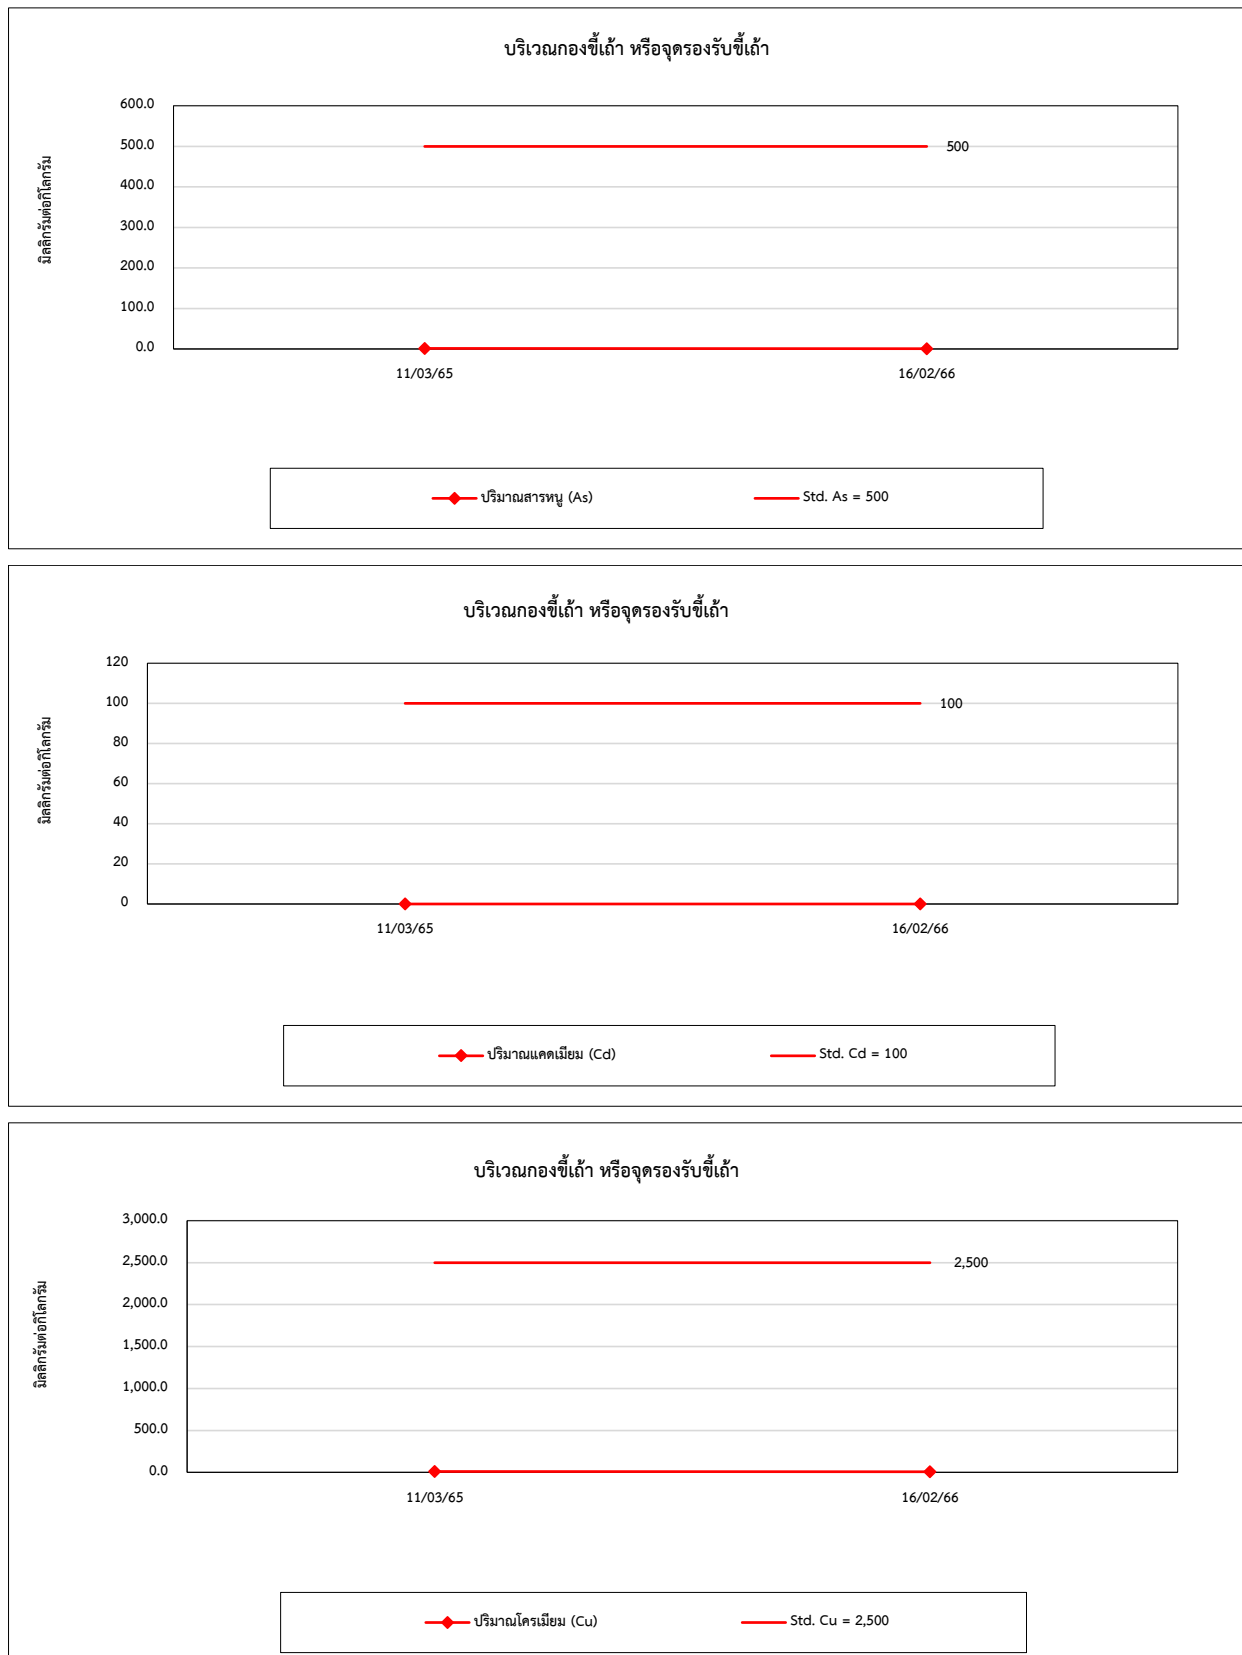 บริเวณกองขี้เถ้า หรือจุดรองรับขี้เถ้า
มิลลิกรัมต่อกิโลกรัม
600.0
500.0
400.0
300.0
200.0
100.0
0.0
500
11/03/65
16/02/66
ปริมาณสารหนู (As)
Std. As = 500
บริเวณกองขี้เถ้า หรือจุดรองรับขี้เถ้า
มิลลิกรัมต่อกิโลกรัม
120
100
80
60
40
20
0
100
11/03/65
16/02/66
ปริมาณแคดเมียม (Cd)
Std. Cd = 100
บริเวณกองขี้เถ้า หรือจุดรองรับขี้เถ้า
มิลลิกรัมต่อกิโลกรัม
3,000.0
2,500.0
2,000.0
1,500.0
1,000.0
500.0
0.0
2,500
11/03/65
16/02/66
ปริมาณโครเมียม (Cu)
Std. Cu = 2,500